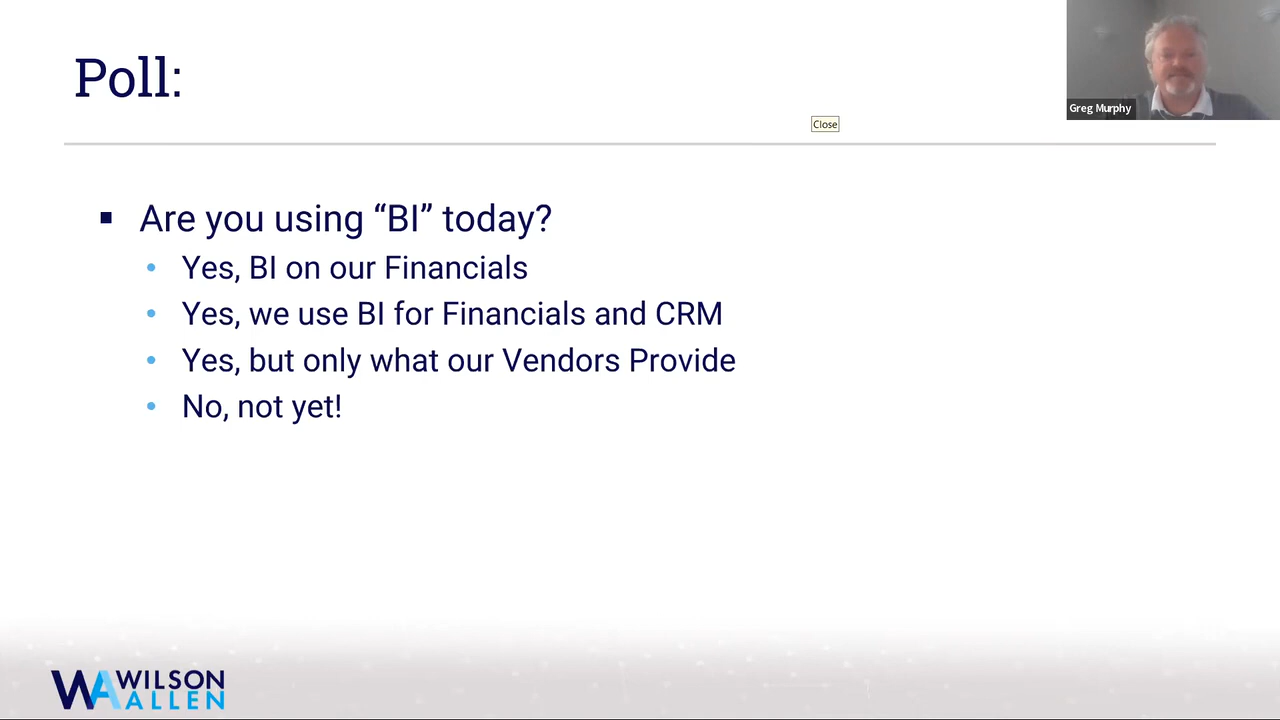 Poll:
Greg Murphy
Close
Are you using “BI” today?
Yes, BI on our Financials
Yes, we use BI for Financials and CRM
Yes, but only what our Vendors Provide
No, not yet!
WA WILSON
ALLEN